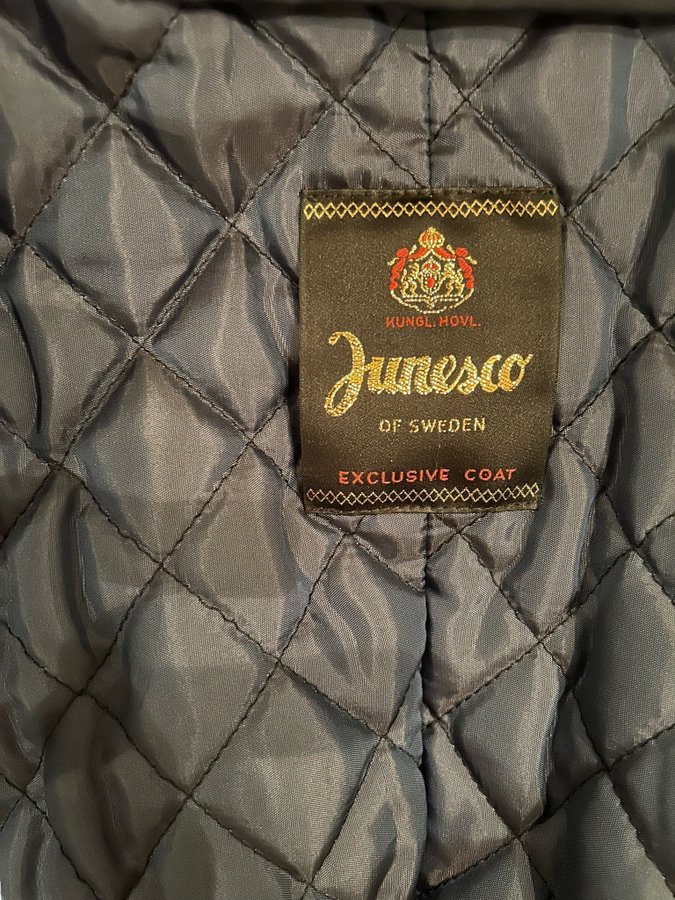 KUNGL. HOVL.
Junesco
OF SWEDEN
EXCLUSIVE COAT